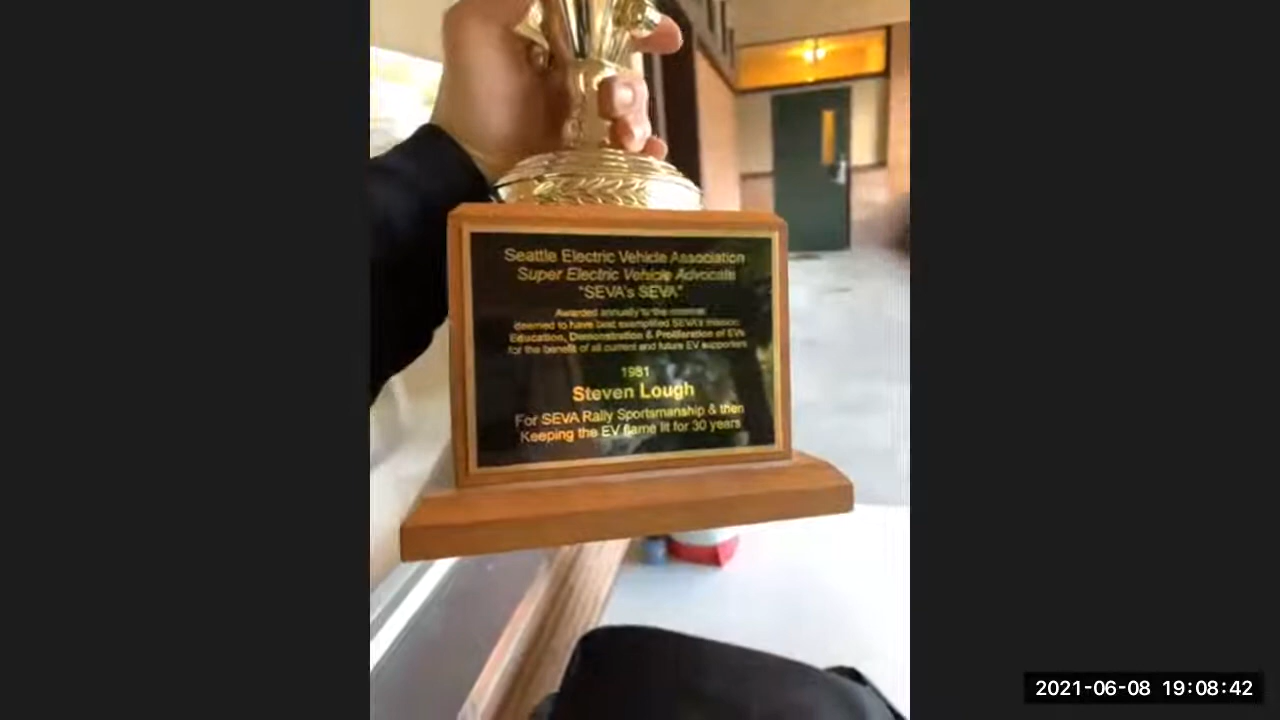 Seattle Electric Vehicle Association
Super Electric Vehicle Advocate
"SEVA's SEVA"
Awarded annually to the member
deemed to have best exemplified SEVA's mission:
Education, Demonstration & Proliferation of EVs
for the benefit of all current and future EV supporters
1981
Steven Lough
For SEVA Rally Sportsmanship & then
Keeping the EV flame lit for 30 years
2021-06-08 19:08:42